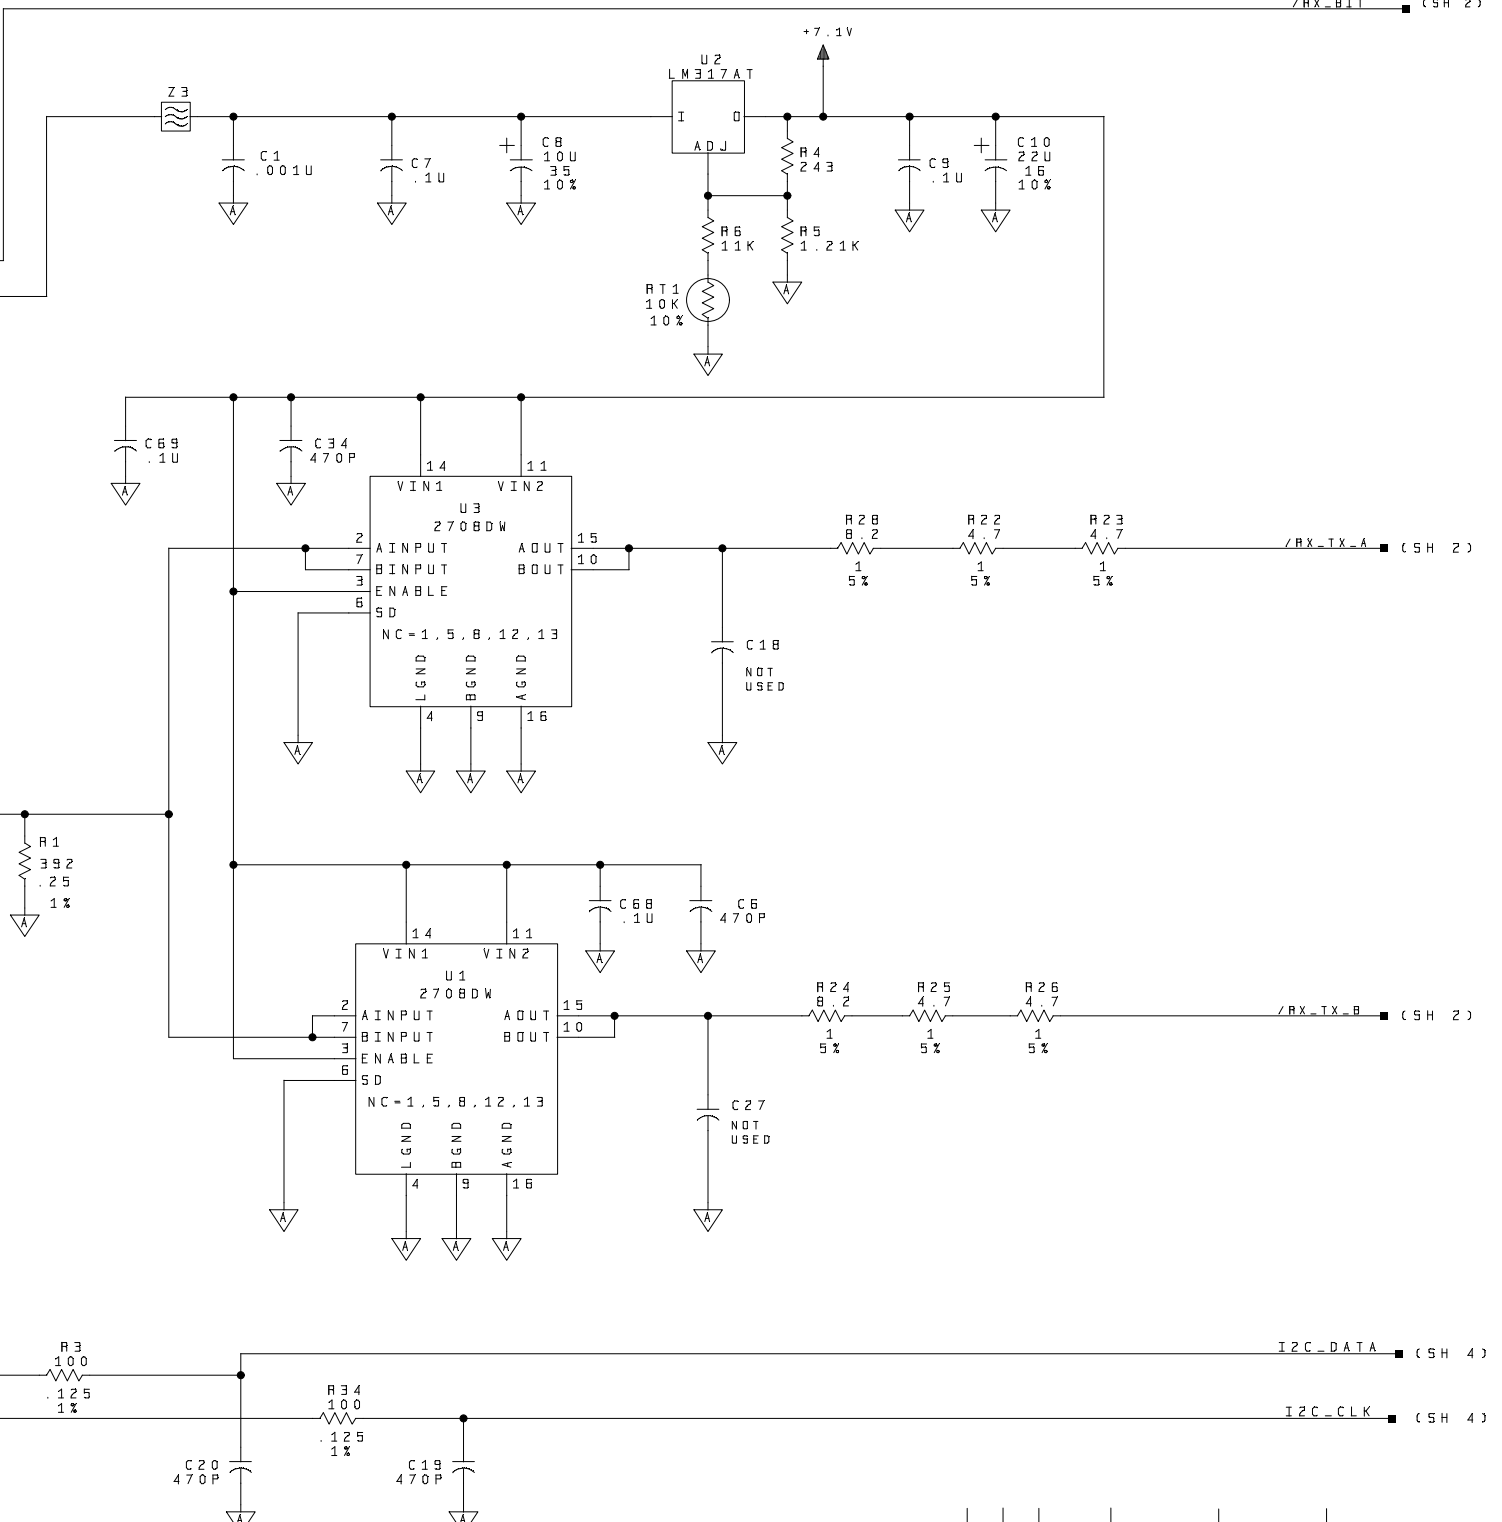 /RX_BIT (SH 2)
+7.1V
U2
LM317AT
I O
ADJ
Z3
C1
.001U
C7
.1U
+ C8
10U
35
10%
R4
243
C9
.1U
+ C10
22U
16
10%
R6
11K
R5
1.21K
RT1
10K
10%
A
A
A
A
A
A
A
C69
.1U
C34
470P
A
A
14
11
VIN1 VIN2
U3
2708DW
2 AINPUT
7 BINPUT
3 ENABLE
6 SD
AOUT 15
BOUT 10
NC=1,5,8,12,13
LGND
BGND
AGND
4
9
16
A
A
A
A
R28
8.2
1
5%
R22
4.7
1
5%
R23
4.7
1
5%
/RX_TX_A (SH 2)
C18
NOT
USED
A
R1
392
.25
1%
A
C68
.1U
C6
470P
A
A
14
11
VIN1 VIN2
U1
2708DW
2 AINPUT
7 BINPUT
3 ENABLE
6 SD
AOUT 15
BOUT 10
NC=1,5,8,12,13
LGND
BGND
AGND
4
9
16
A
A
A
A
R24
8.2
1
5%
R25
4.7
1
5%
R26
4.7
1
5%
/RX_TX_B (SH 2)
C27
NOT
USED
A
R3
100
.125
1%
I2C_DATA (SH 4)
R34
100
.125
1%
I2C_CLK (SH 4)
C20
470P
C19
470P
A
A